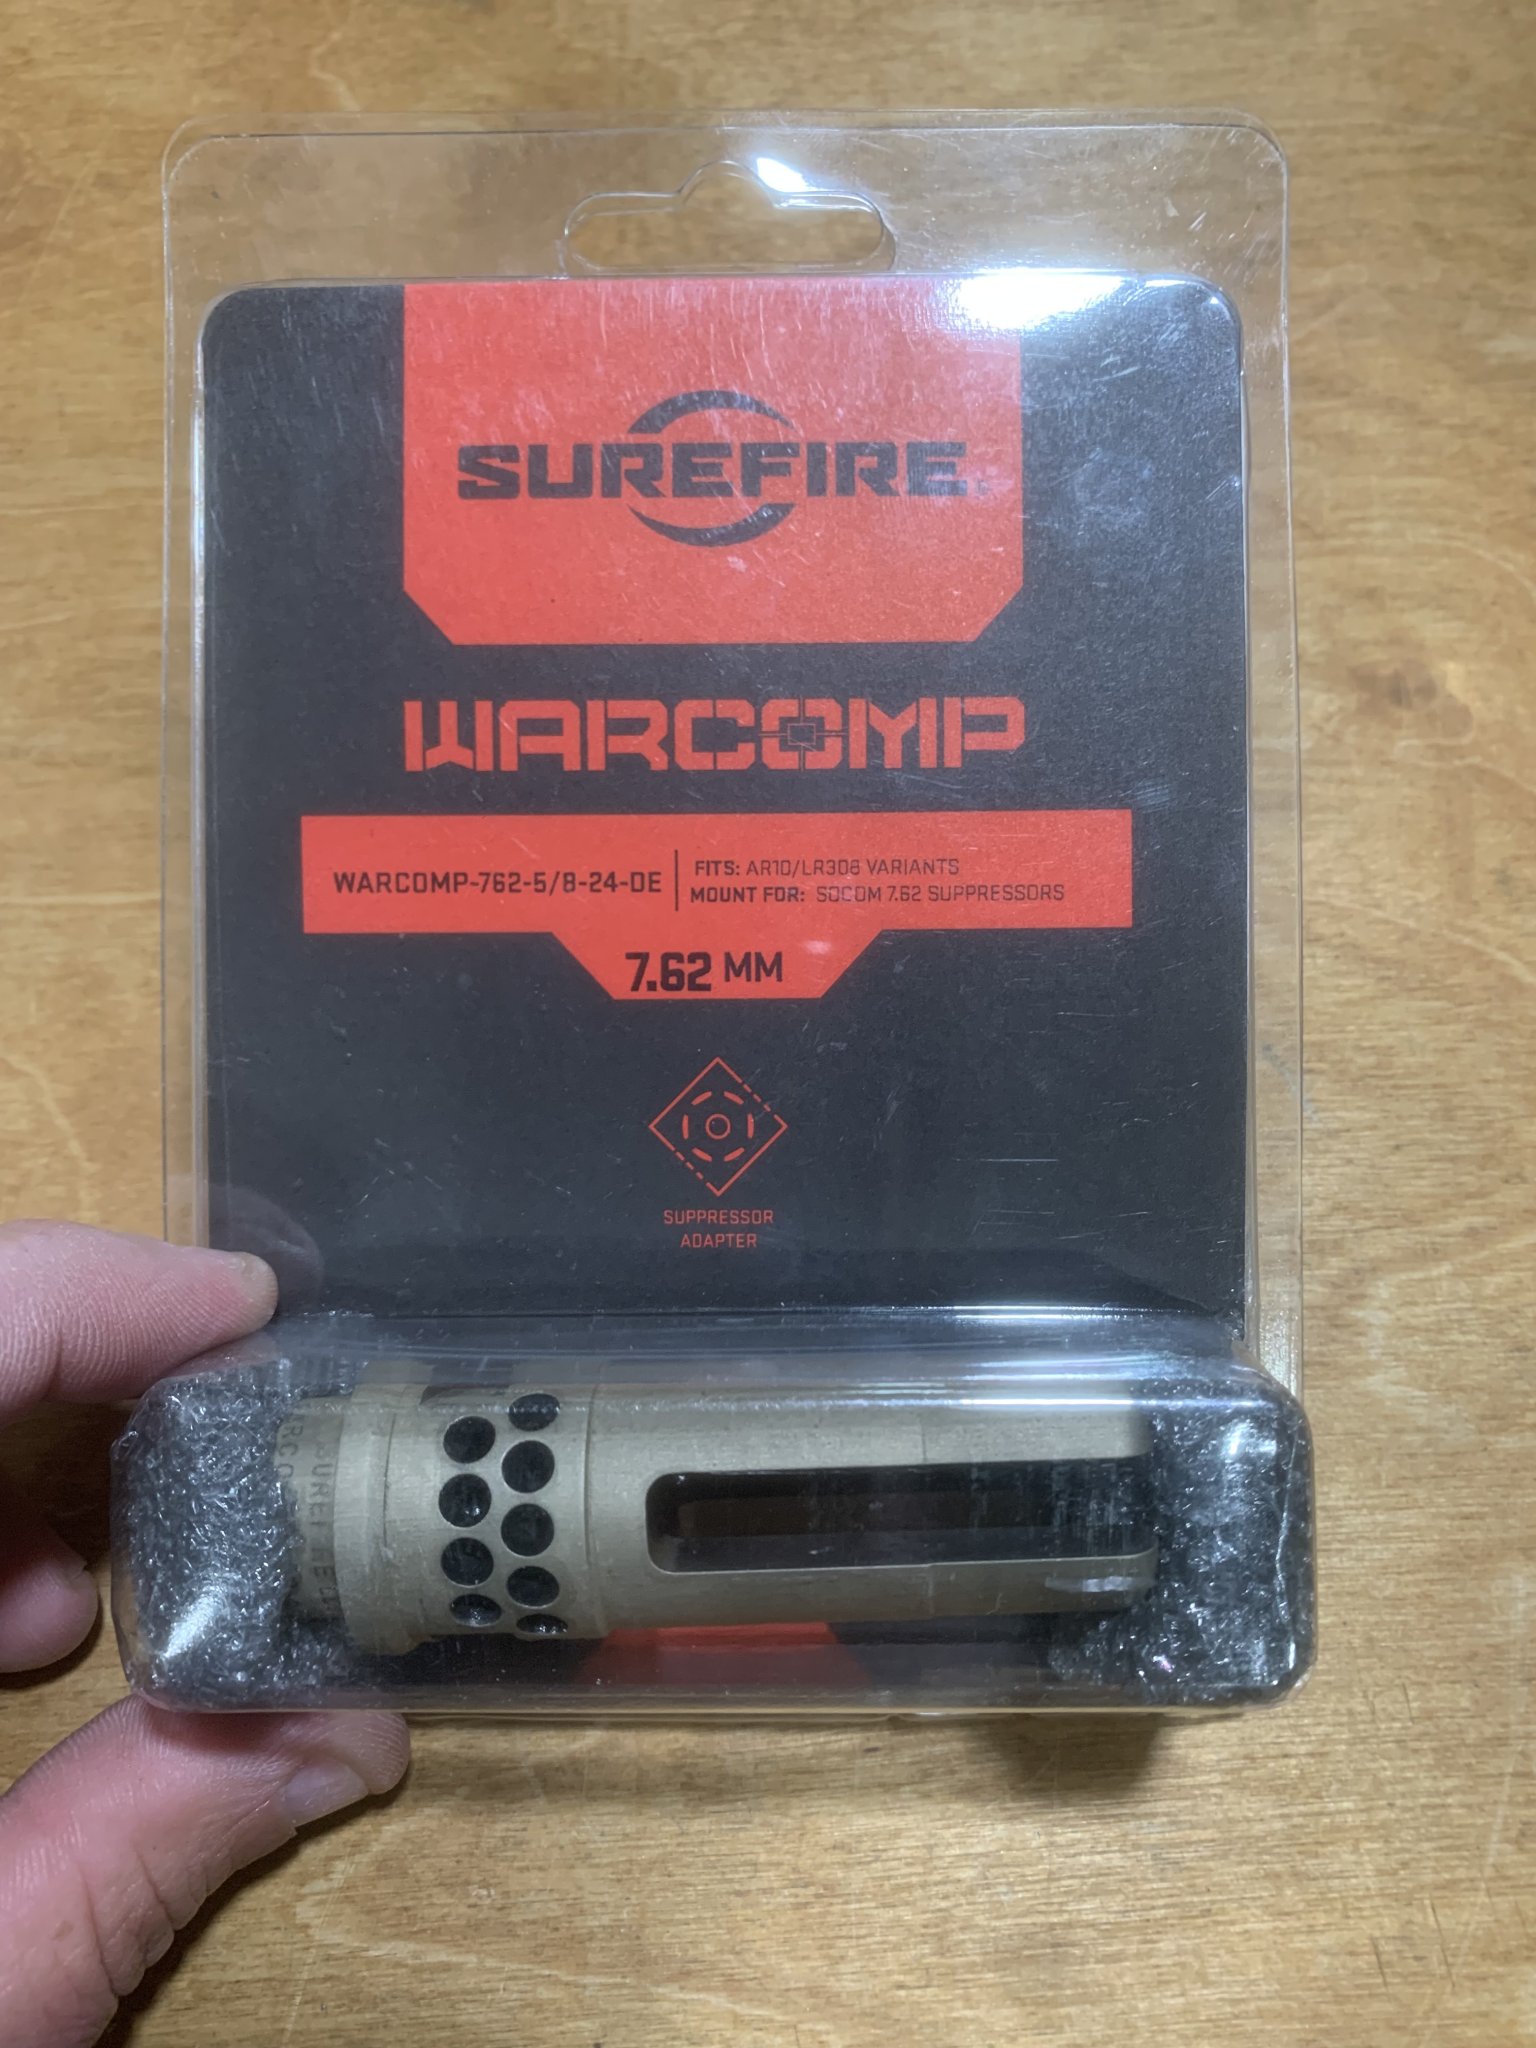 SUREFIRE
WARCOMP
WARCOMP-762-5/8-24-DE
FITS: AR10/LR308 VARIANTS
MOUNT FOR: SOCOM 7.62 SUPPRESSORS
7.62 MM
SUPPRESSOR
ADAPTER